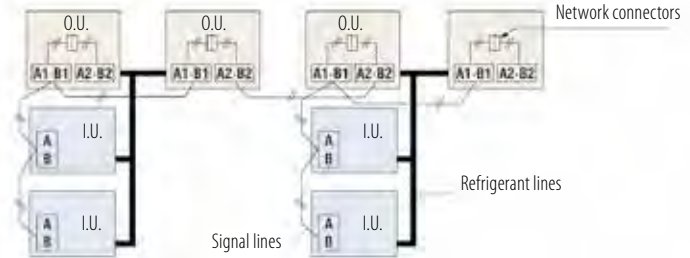 Network connectors
O.U. O.U. O.U.
A1-B1 A2-B2 A1-B1 A2-B2 A1-B1 A2-B2 A1-B1 A2-B2
I.U. I.U.
A A
B B
Refrigerant lines
I.U. I.U.
A A
B B
Signal lines